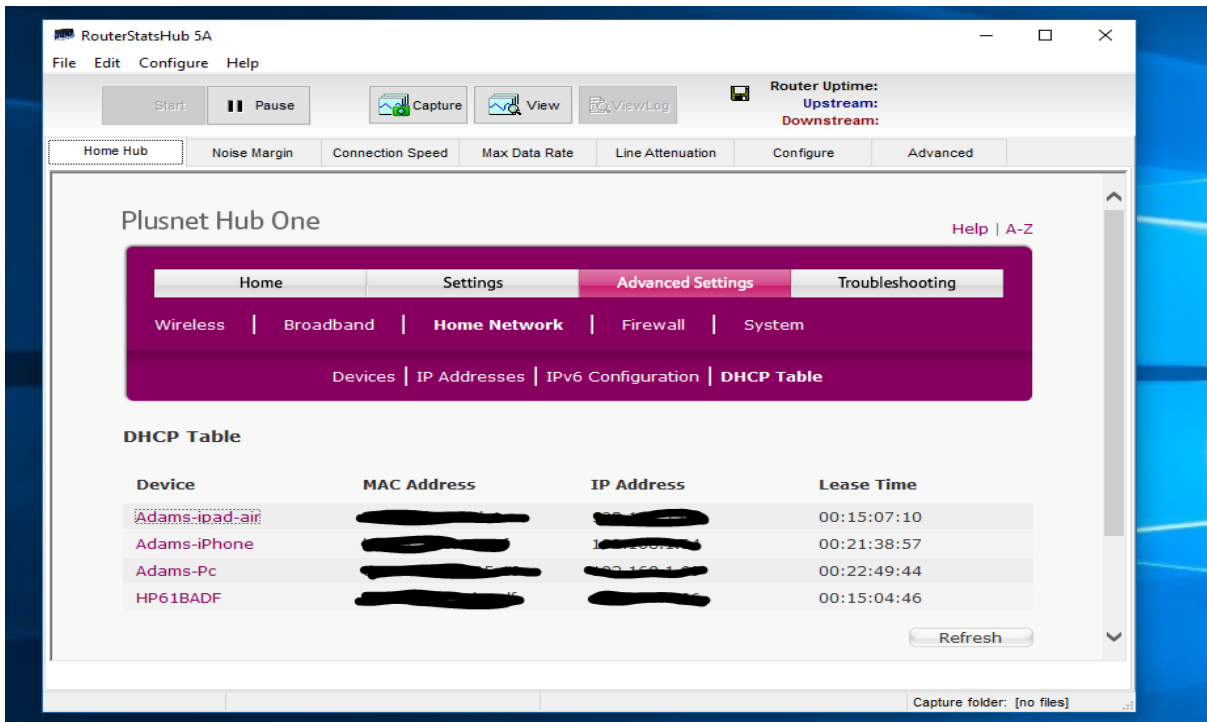 RouterStatsHub 5A
File Edit Configure Help
Start Pause Capture View ViewLog
Router Uptime:
Upstream:
Downstream:
Home Hub Noise Margin Connection Speed Max Data Rate Line Attenuation Configure Advanced
Plusnet Hub One
Help | A-Z
Home Settings Advanced Settings Troubleshooting
Wireless | Broadband | Home Network | Firewall | System
Devices | IP Addresses | IPv6 Configuration | DHCP Table
DHCP Table
Device MAC Address IP Address Lease Time
Adams-ipad-air 00:15:07:10
Adams-iPhone 00:21:38:57
Adams-Pc 00:22:49:44
HP61BADF 00:15:04:46
Refresh
Capture folder: [no files]